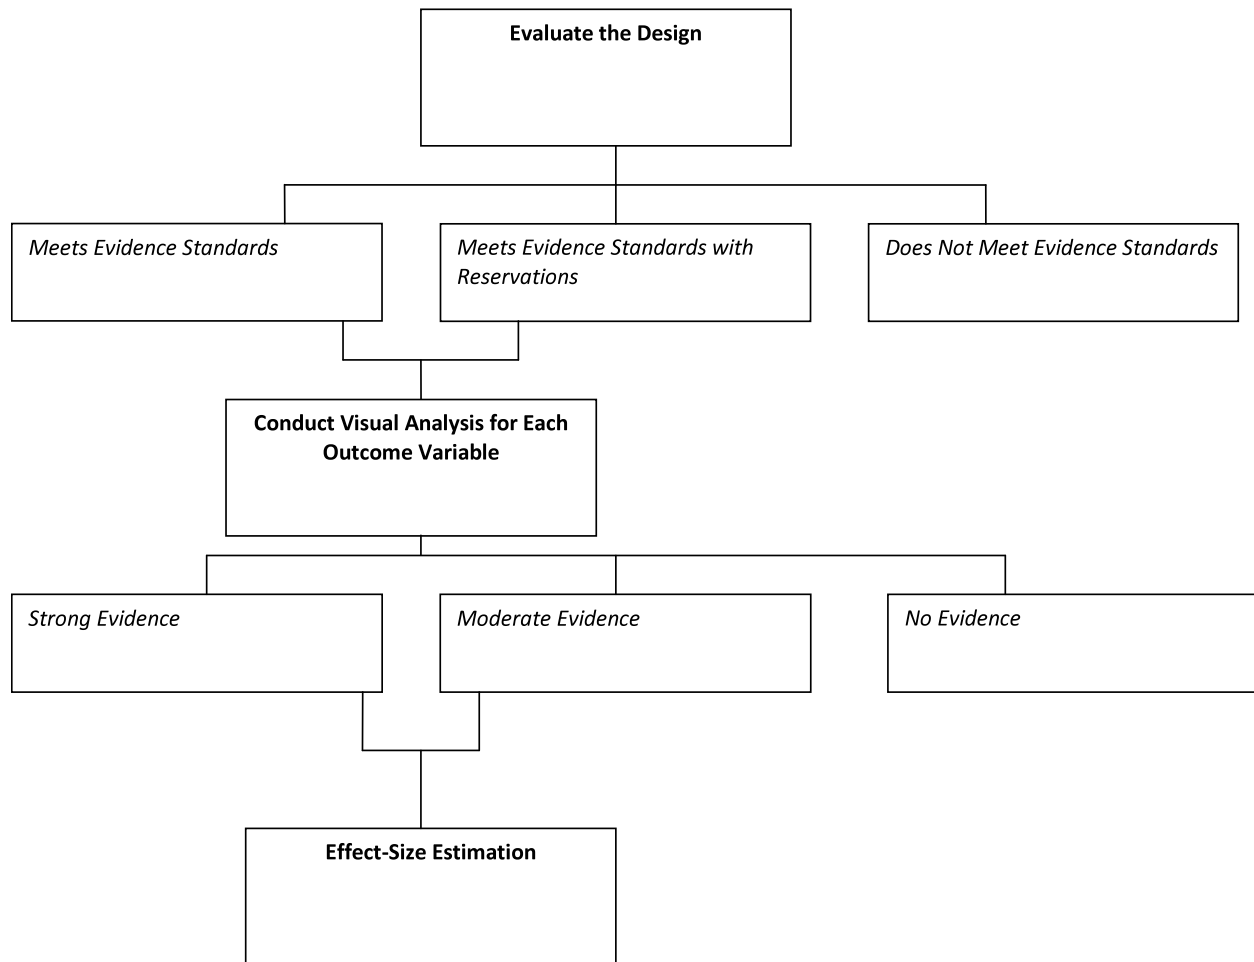 Evaluate the Design
Meets Evidence Standards
Meets Evidence Standards with
Reservations
Does Not Meet Evidence Standards
Conduct Visual Analysis for Each
Outcome Variable
Strong Evidence
Moderate Evidence
No Evidence
Effect-Size Estimation